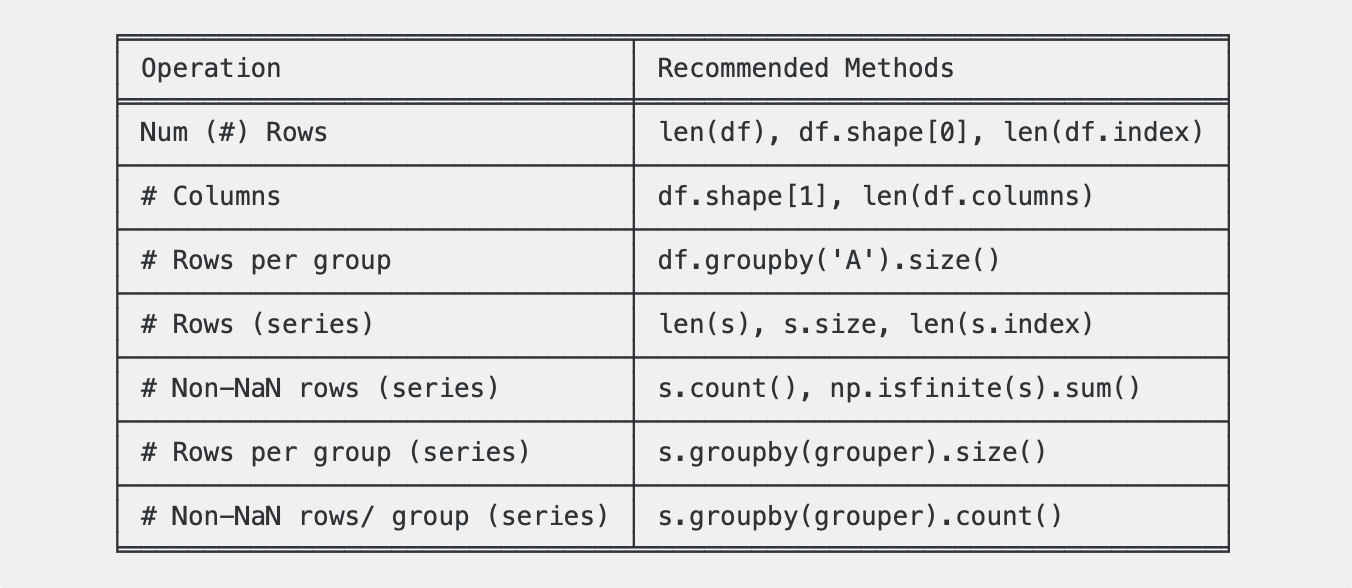 Operation Recommended Methods
Num (#) Rows len(df), df.shape[0], len(df.index)
# Columns df.shape[1], len(df.columns)
# Rows per group df.groupby('A').size()
# Rows (series) len(s), s.size, len(s.index)
# Non-NaN rows (series) s.count(), np.isfinite(s).sum()
# Rows per group (series) s.groupby(grouper).size()
# Non-NaN rows/ group (series) s.groupby(grouper).count()